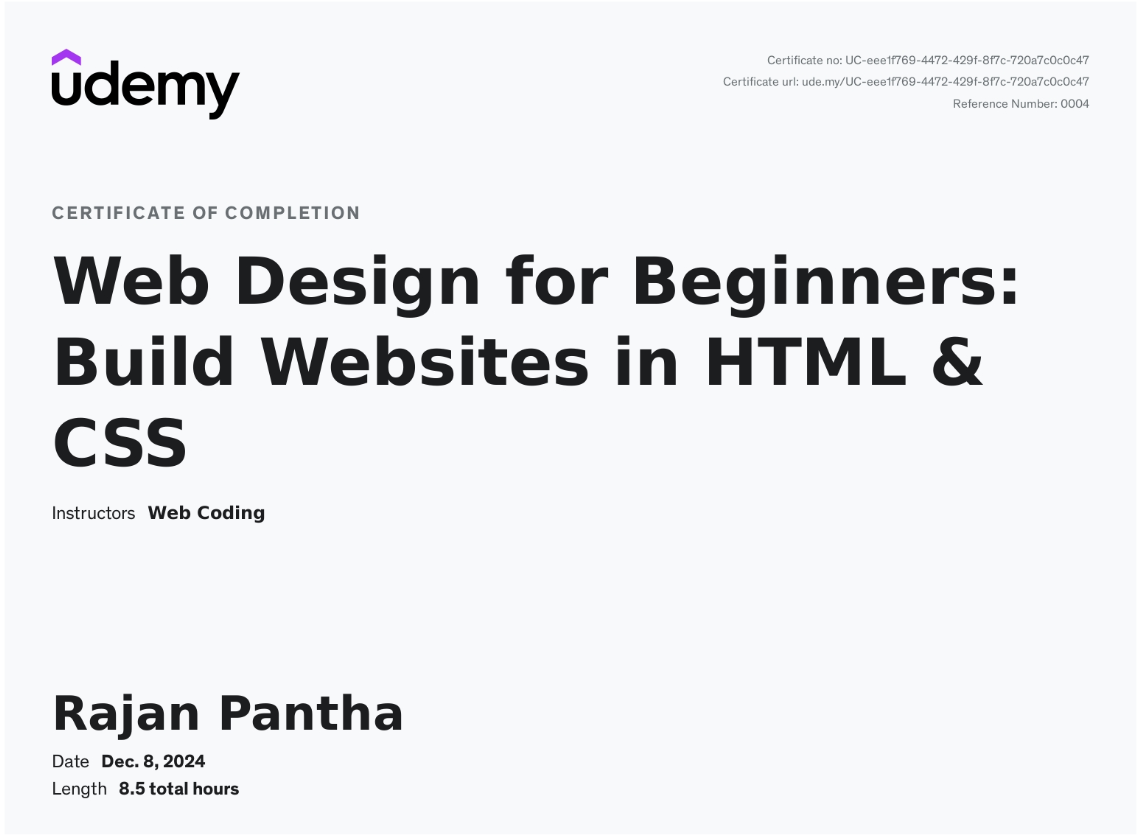 udemy
Certificate no: UC-eee1f769-4472-429f-8f7c-720a7c0c0c47
Certificate url: ude.my/UC-eee1f769-4472-429f-8f7c-720a7c0c0c47
Reference Number: 0004
CERTIFICATE OF COMPLETION
Web Design for Beginners:
Build Websites in HTML &
CSS
Instructors Web Coding
Rajan Pantha
Date Dec. 8, 2024
Length 8.5 total hours